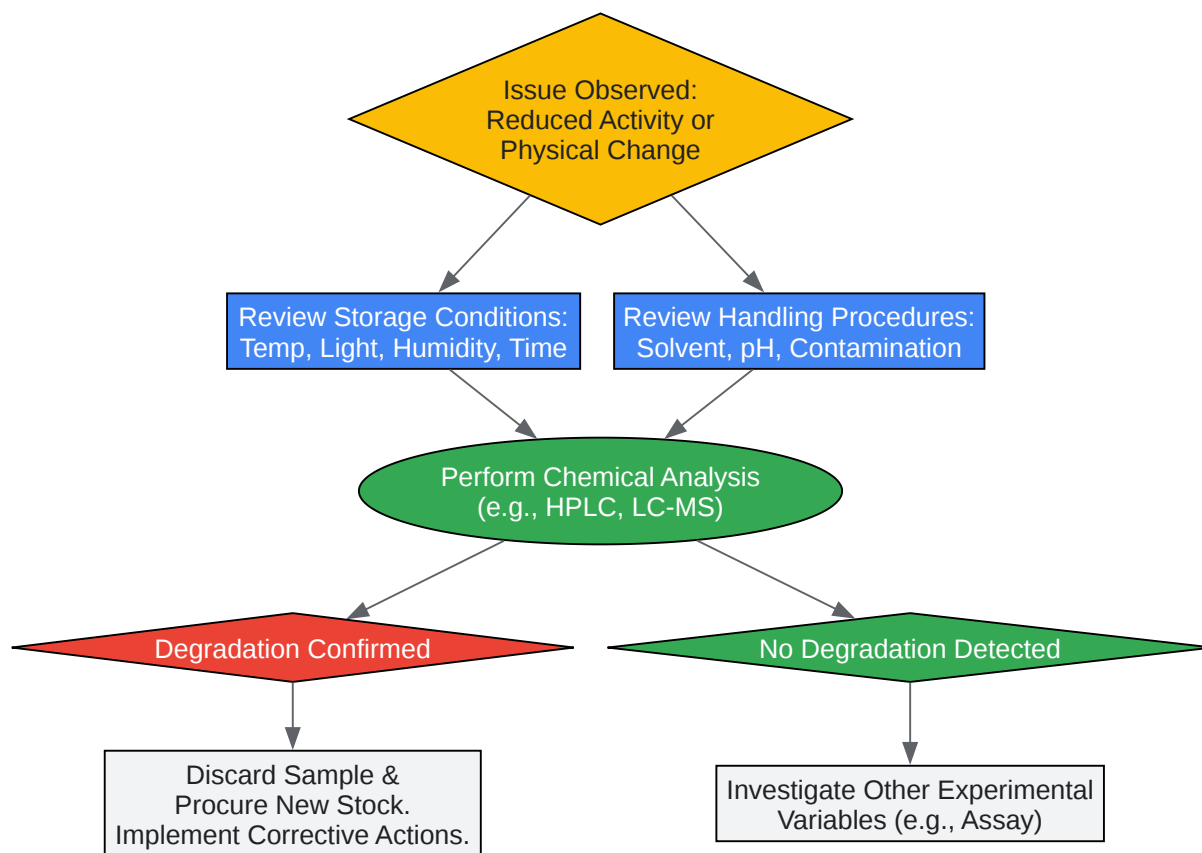 Issue Observed:
Reduced Activity or
Physical Change
Review Storage Conditions:
Temp, Light, Humidity, Time
Review Handling Procedures:
Solvent, pH, Contamination
Perform Chemical Analysis
(e.g., HPLC, LC-MS)
Degradation Confirmed
No Degradation Detected
Discard Sample &
Procure New Stock.
Implement Corrective Actions.
Investigate Other Experimental
Variables (e.g., Assay)